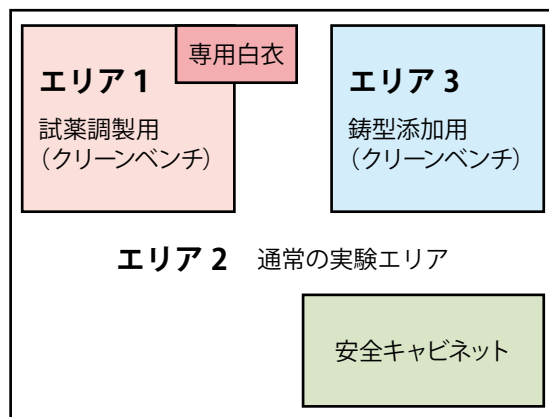 専用白衣
エリア 1
試薬調製用
（クリーンベンチ）
エリア 3
鋳型添加用
（クリーンベンチ）
エリア 2 通常の実験エリア
安全キャビネット